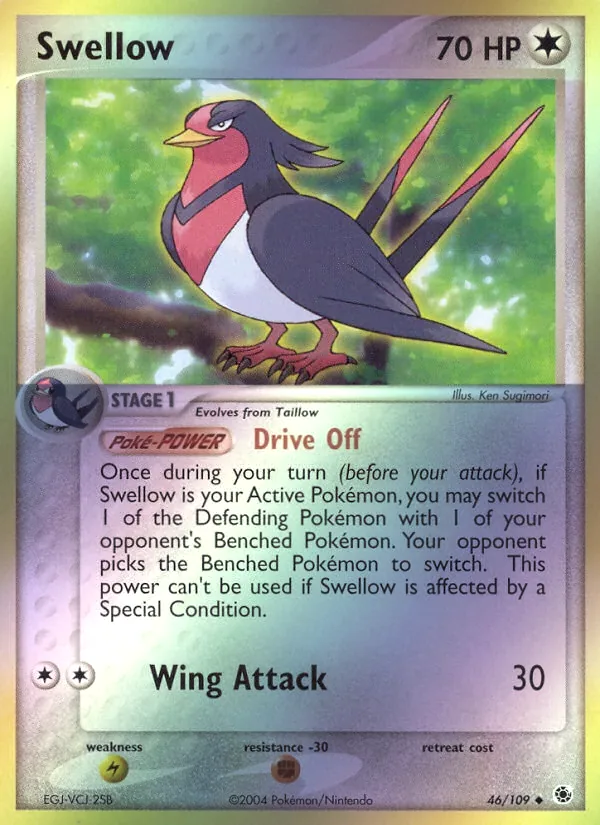 Swellow 70 HP
Illus. Ken Sugimori
STAGE 1
Evolves from Taillow
Poké-POWER Drive Off
Once during your turn (before your attack), if
Swellow is your Active Pokémon, you may switch
1 of the Defending Pokémon with 1 of your
opponent's Benched Pokémon. Your opponent
picks the Benched Pokémon to switch. This
power can't be used if Swellow is affected by a
Special Condition.
Wing Attack 30
weakness resistance -30 retreat cost
EGJ-VCJ 25B ©2004 Pokémon/Nintendo 46/109